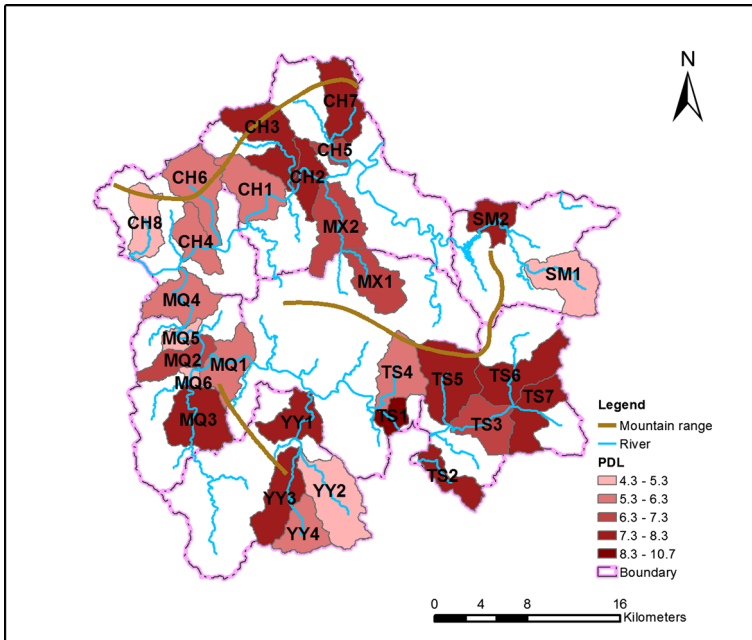 N
CH7
CH3
CH5
CH6
CH1
CH2
CH8
CH4
MX2
SM2
SM1
MX1
MQ4
MQ5
MQ2
MQ1
MQ6
MQ3
TS4
TS5
TS6
TS7
TS1
TS3
TS2
YY1
YY3
YY2
YY4
Legend
Mountain range
River
PDL
4.3 - 5.3
5.3 - 6.3
6.3 - 7.3
7.3 - 8.3
8.3 - 10.7
Boundary
0 4 8 16
Kilometers